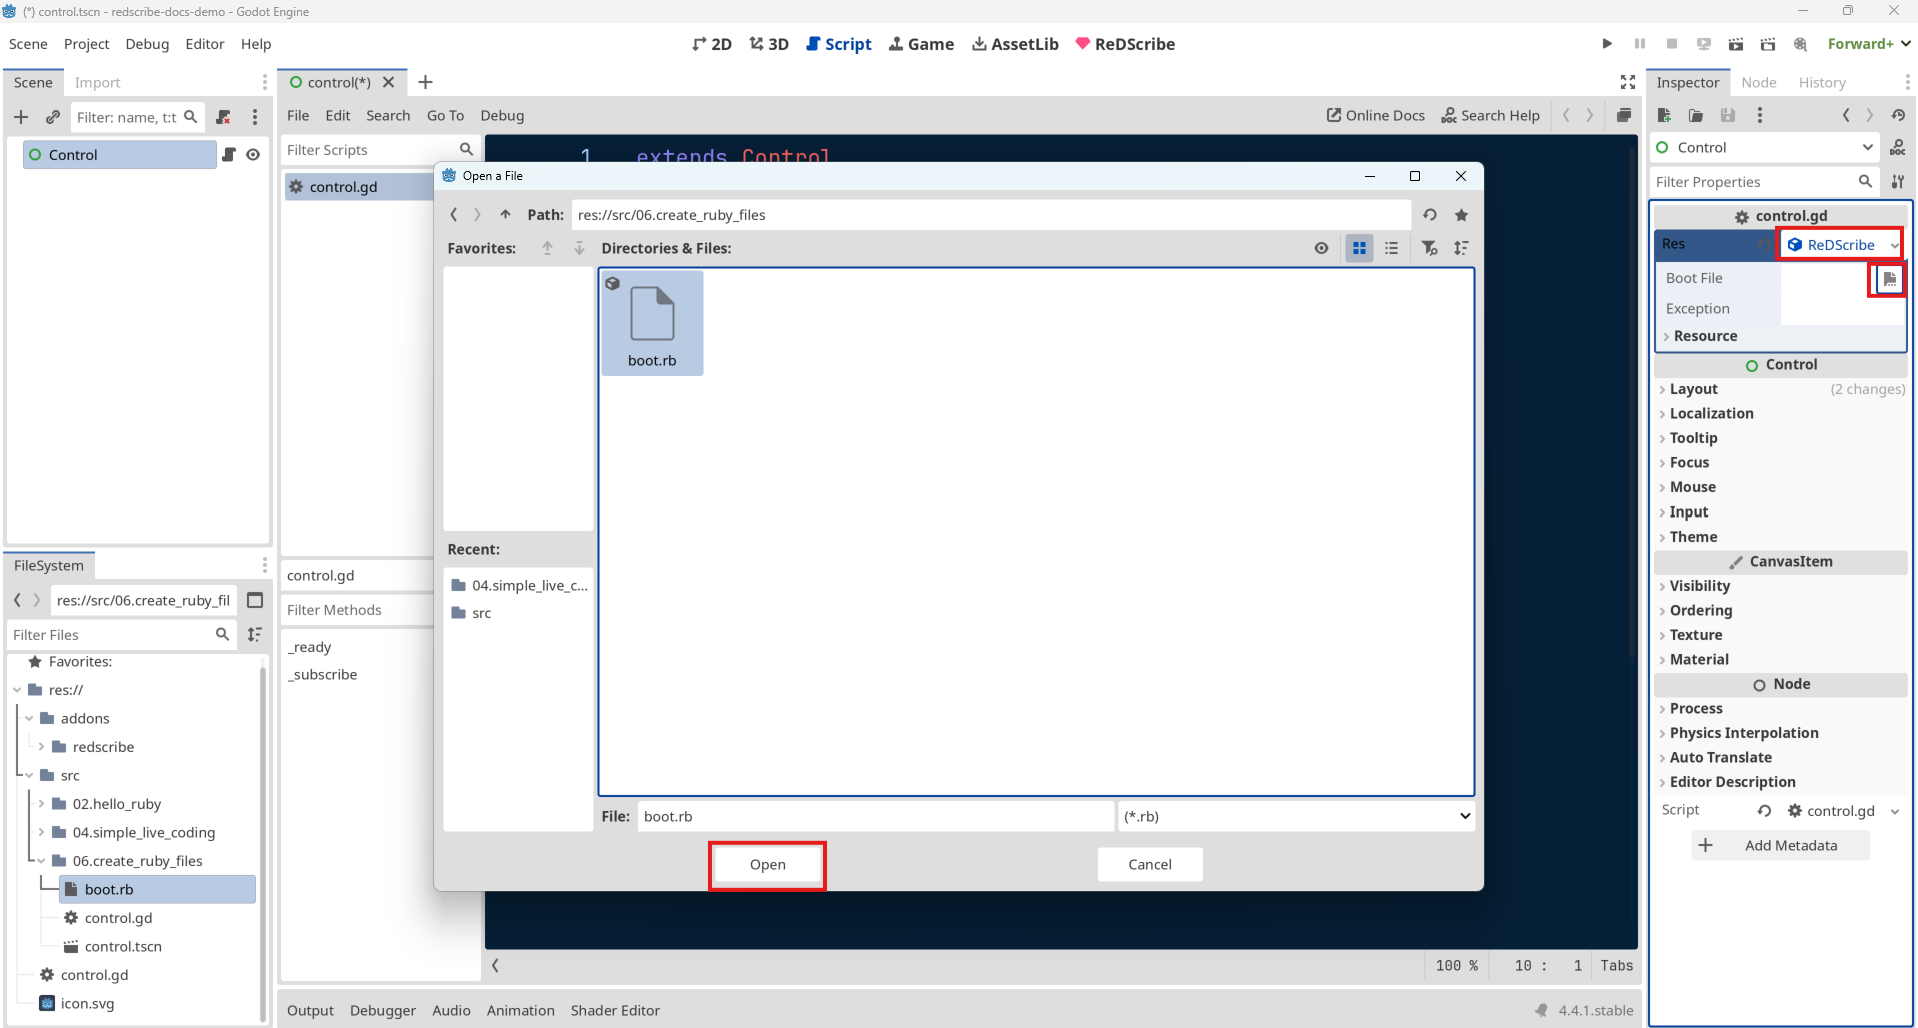 (*) control.tscn - redscribe-docs-demo - Godot Engine
Scene Project Debug Editor Help
2D 3D Script Game AssetLib ReDScribe
Forward+
Scene Import
Filter: name, t:t
Control
control(*)
File Edit Search Go To Debug
Online Docs Search Help
Filter Scripts
control.gd
1 extends Control
Open a File
Path: res://src/06.create_ruby_files
Favorites:
Directories & Files:
boot.rb
Recent:
04.simple_live_c...
src
File: boot.rb
(*.rb)
Open
Cancel
control.gd
Filter Methods
_ready
_subscribe
100 %
10 : 1
Tabs
Output Debugger Audio Animation Shader Editor
4.4.1.stable
FileSystem
res://src/06.create_ruby_fil
Filter Files
Favorites:
res://
addons
redscribe
src
02.hello_ruby
04.simple_live_coding
06.create_ruby_files
boot.rb
control.gd
control.tscn
control.gd
icon.svg
Inspector Node History
Control
DOC
Filter Properties
control.gd
Res ReDScribe
Boot File
Exception
Resource
Control
Layout (2 changes)
Localization
Tooltip
Focus
Mouse
Input
Theme
CanvasItem
Visibility
Ordering
Texture
Material
Node
Process
Physics Interpolation
Auto Translate
Editor Description
Script control.gd
Add Metadata